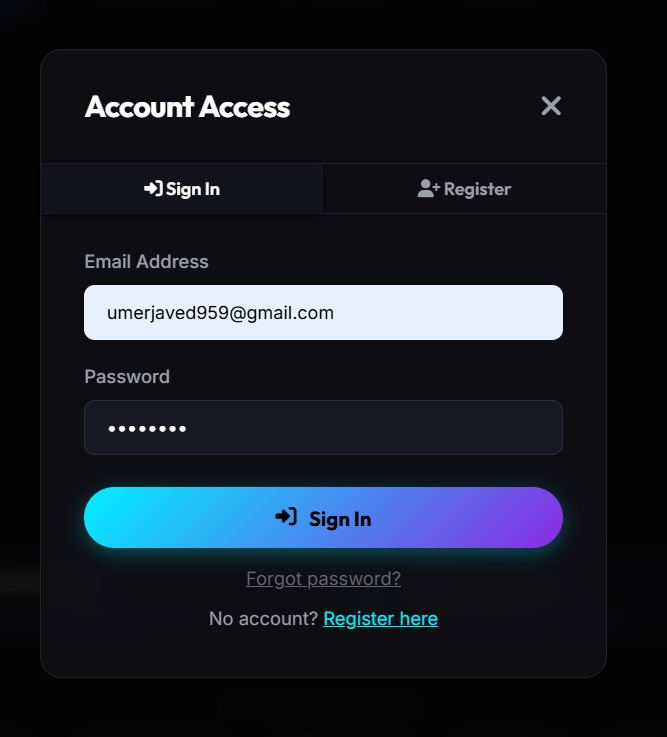 Account Access
Sign In
Register
Email Address
umerjaved959@gmail.com
Password
••••••••
Sign In
Forgot password?
No account? Register here